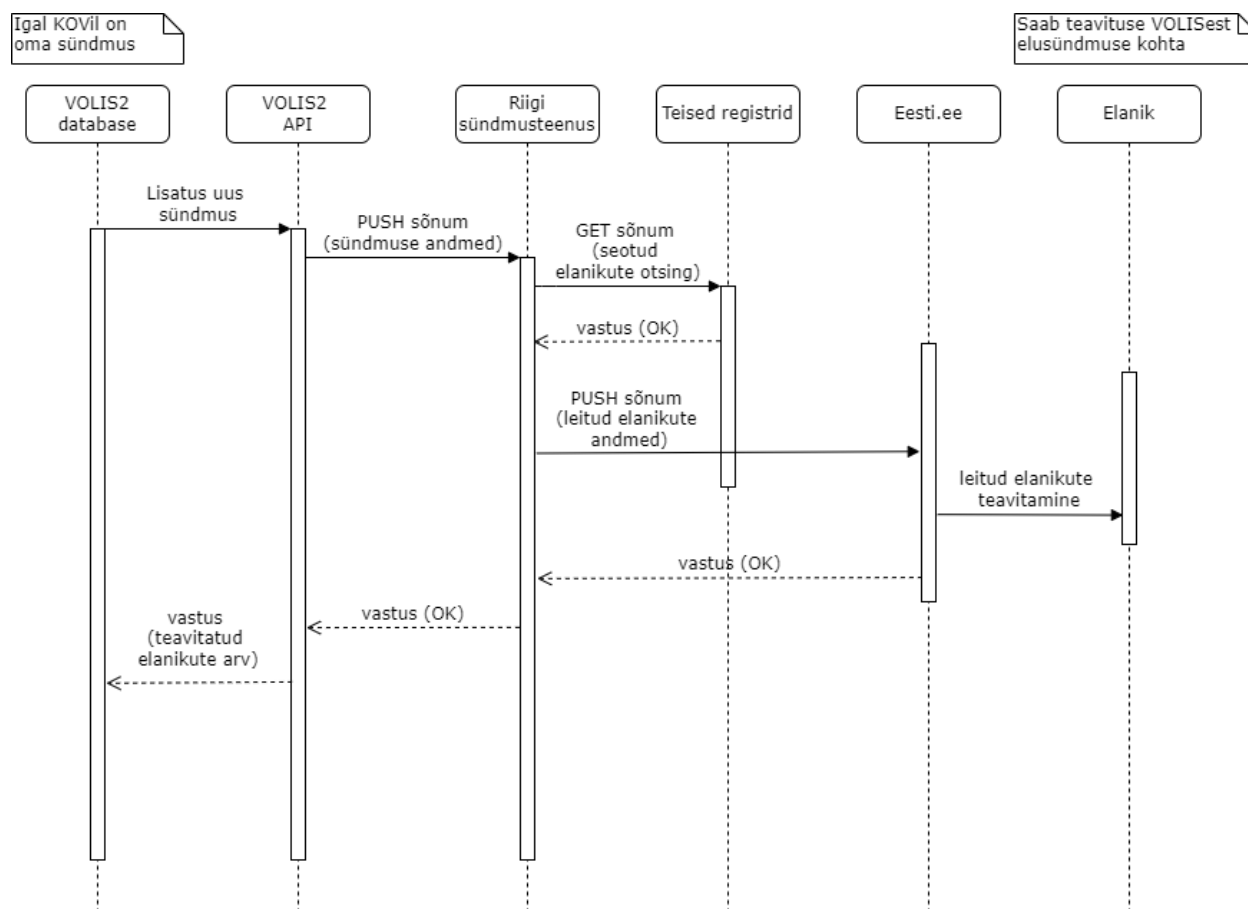 Igal KOVil on
oma sündmus
Saab teavituse VOLISest
elusündmuse kohta
VOLIS2
database
VOLIS2
API
Riigi
sündmusteenus
Teised registrid
Eesti.ee
Elanik
Lisatus uus
sündmus
PUSH sõnum
(sündmuse andmed)
GET sõnum
(seotud
elanikute otsing)
vastus (OK)
PUSH sõnum
(leitud elanikute
andmed)
leitud elanikute
teavitamine
vastus (OK)
vastus (OK)
vastus
(teavitatud
elanikute arv)